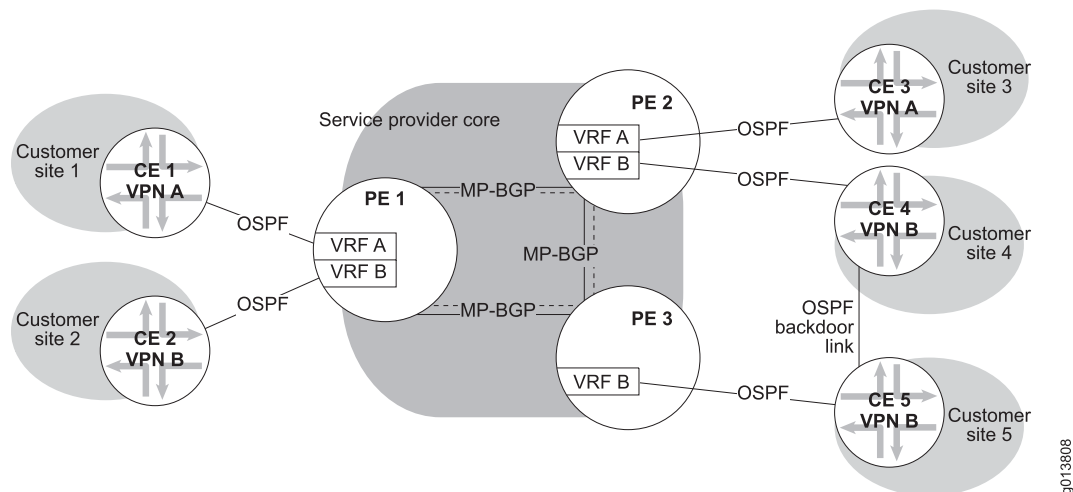 Service provider core
Customer
site 1
CE 1
VPN A
OSPF
Customer
site 2
CE 2
VPN B
OSPF
PE 1
VRF A
VRF B
MP-BGP
MP-BGP
MP-BGP
PE 2
VRF A
VRF B
PE 3
VRF B
OSPF
OSPF
OSPF
CE 3
VPN A
Customer
site 3
CE 4
VPN B
Customer
site 4
OSPF
backdoor
link
CE 5
VPN B
Customer
site 5
g013808